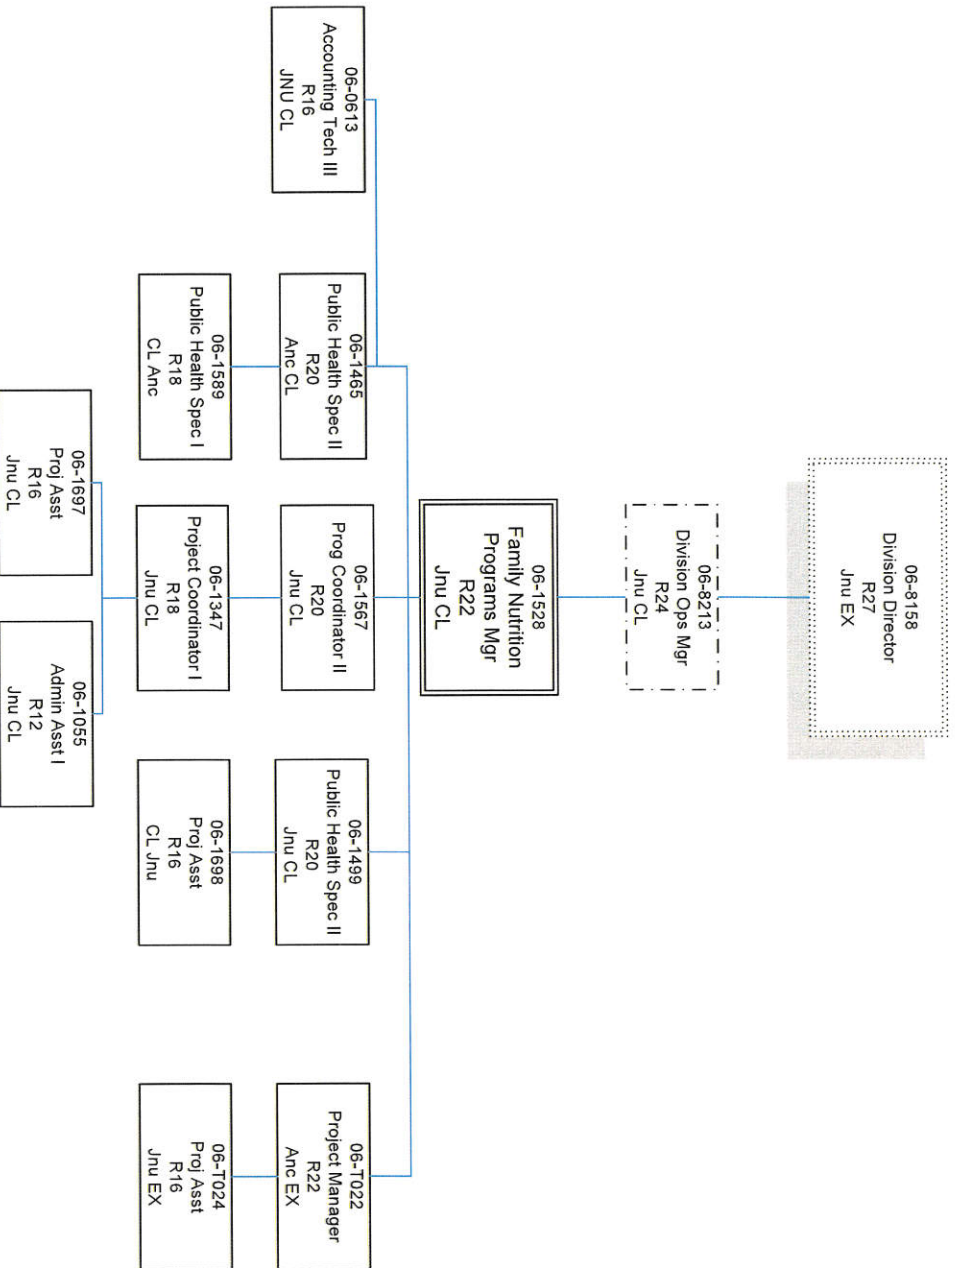 06-8158
Division Director
R27
Jnu EX
06-8213
Division Ops Mgr
R24
Jnu CL
06-1528
Family Nutrition
Programs Mgr
R22
Jnu CL
06-0613
Accounting Tech III
R16
JNU CL
06-1465
Public Health Spec II
R20
Anc CL
06-1567
Prog Coordinator II
R20
Jnu CL
06-1499
Public Health Spec II
R20
Jnu CL
06-T022
Project Manager
R22
Anc EX
06-1589
Public Health Spec I
R18
CL Anc
06-1347
Project Coordinator I
R18
Jnu CL
06-1698
Proj Asst
R16
CL Jnu
06-T024
Proj Asst
R16
Jnu EX
06-1697
Proj Asst
R16
Jnu CL
06-1055
Admin Asst I
R12
Jnu CL